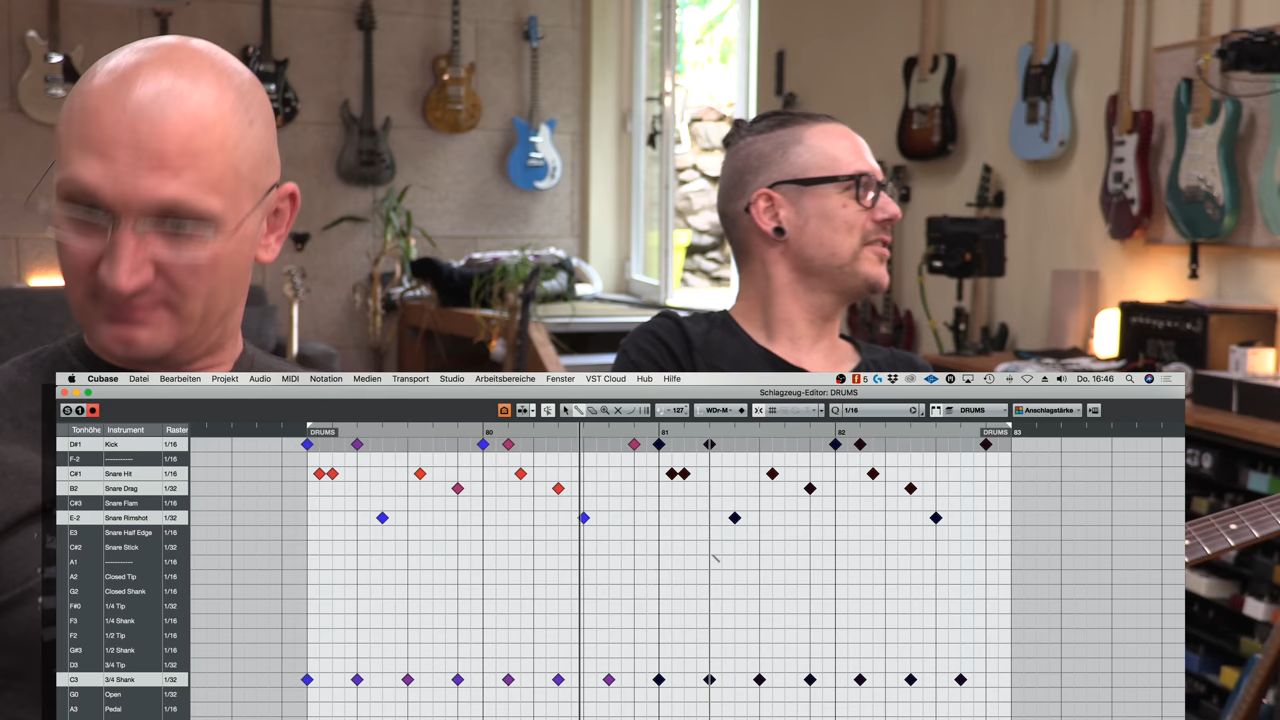 Cubase Datei Bearbeiten Projekt Audio MIDI Notation Medien Transport Studio Arbeitsbereiche Fenster VST Cloud Hub Hilfe 5 Do. 16:46
Schlagzeug-Editor: DRUMS
S 127 WDr-M Q 1/16 DRUMS Anschlagstärke
Tonhöhe Instrument Raster DRUMS 80 81 82 DRUMS 83
D#1 Kick 1/16
F-2 ----------- 1/16
C#1 Snare Hit 1/16
B2 Snare Drag 1/32
C#3 Snare Flam 1/16
E-2 Snare Rimshot 1/32
E3 Snare Half Edge 1/16
C#2 Snare Stick 1/32
A1 ----------- 1/16
A2 Closed Tip 1/16
G2 Closed Shank 1/16
F#0 1/4 Tip 1/32
F3 1/4 Shank 1/16
F2 1/2 Tip 1/16
G#3 1/2 Shank 1/16
D3 3/4 Tip 1/32
C3 3/4 Shank 1/32
G0 Open 1/32
A3 Pedal 1/16